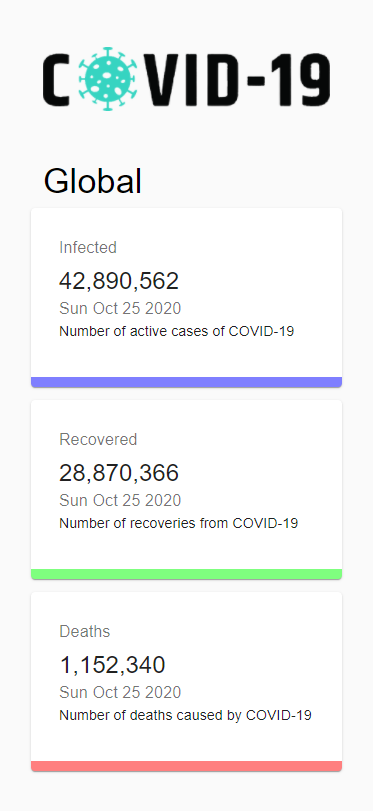 COVID-19
Global
Infected
42,890,562
Sun Oct 25 2020
Number of active cases of COVID-19
Recovered
28,870,366
Sun Oct 25 2020
Number of recoveries from COVID-19
Deaths
1,152,340
Sun Oct 25 2020
Number of deaths caused by COVID-19